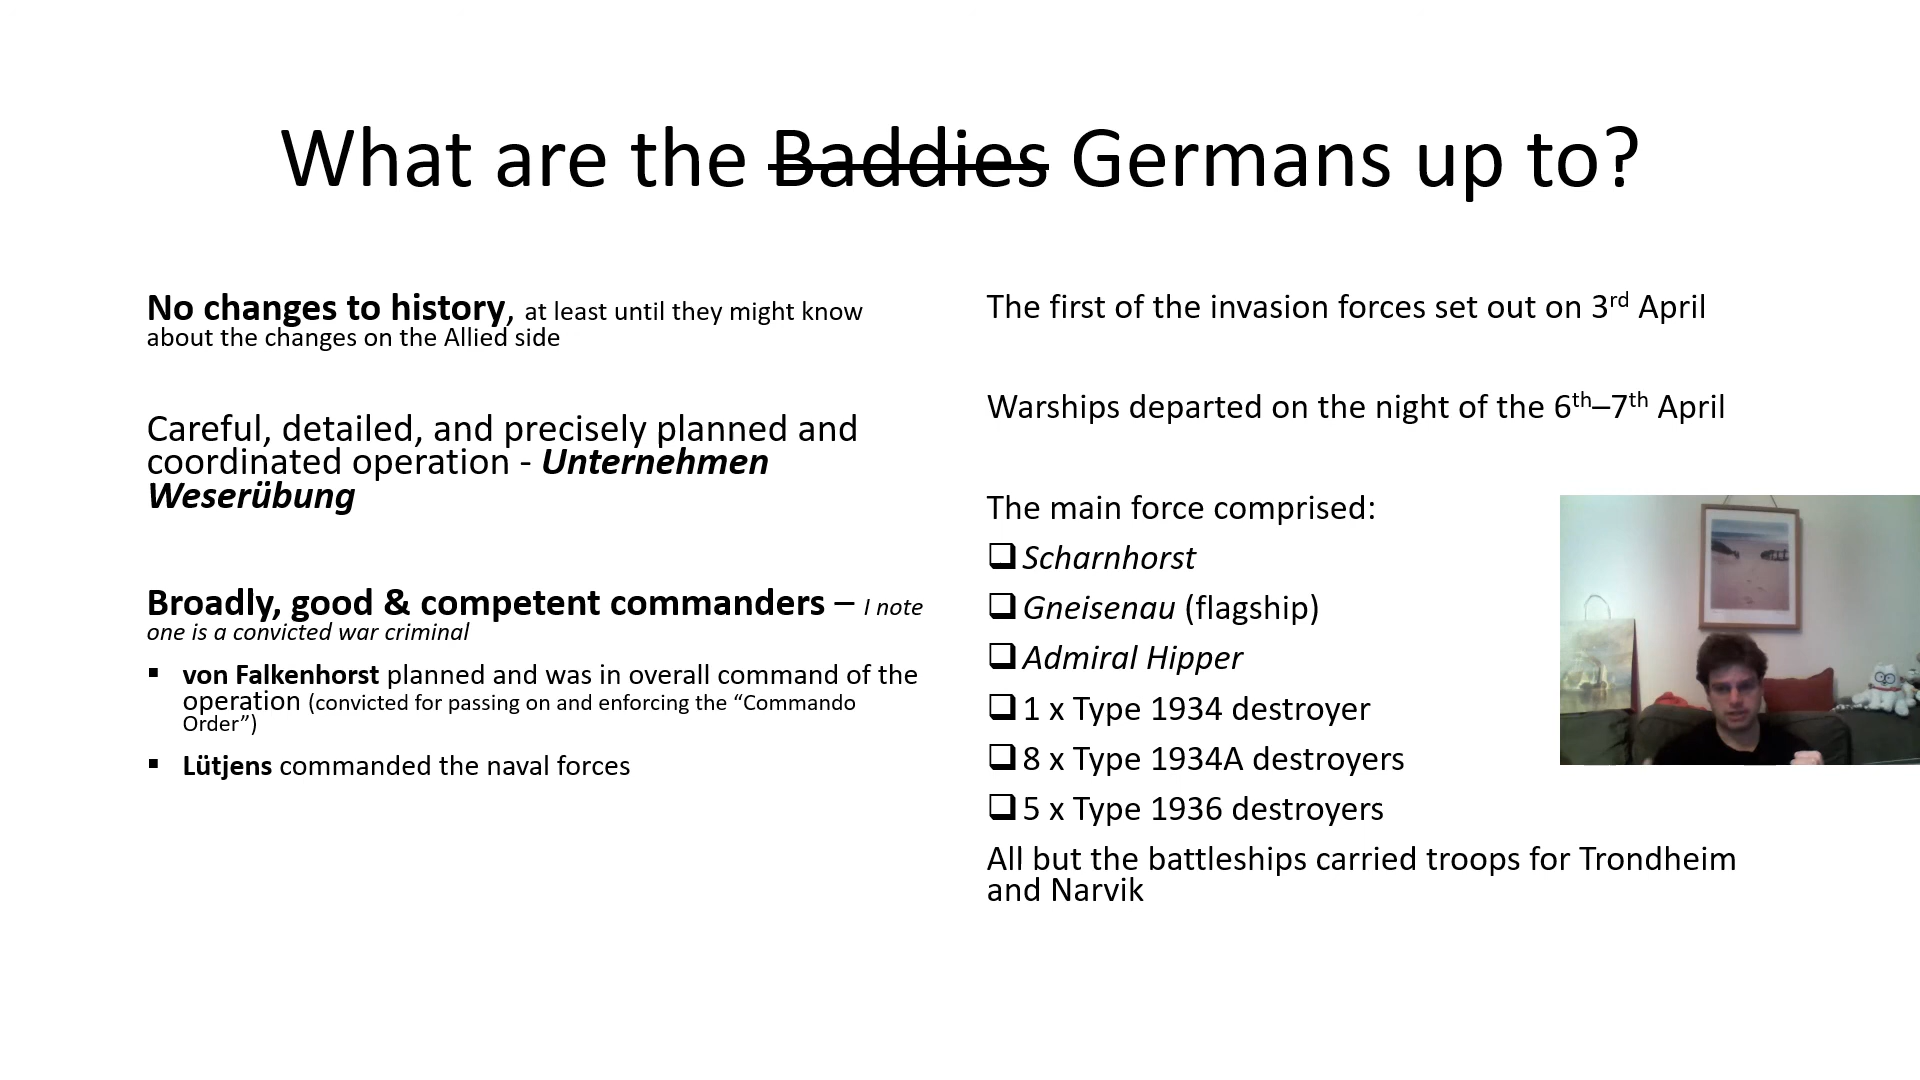 What are the Baddies Germans up to?
No changes to history, at least until they might know
about the changes on the Allied side
Careful, detailed, and precisely planned and
coordinated operation - Unternehmen
Weserübung
Broadly, good & competent commanders – I note
one is a convicted war criminal
▪ von Falkenhorst planned and was in overall command of the
operation (convicted for passing on and enforcing the “Commando
Order”)
▪ Lütjens commanded the naval forces
The first of the invasion forces set out on 3rd April
Warships departed on the night of the 6th–7th April
The main force comprised:
❑ Scharnhorst
❑ Gneisenau (flagship)
❑ Admiral Hipper
❑ 1 x Type 1934 destroyer
❑ 8 x Type 1934A destroyers
❑ 5 x Type 1936 destroyers
All but the battleships carried troops for Trondheim
and Narvik